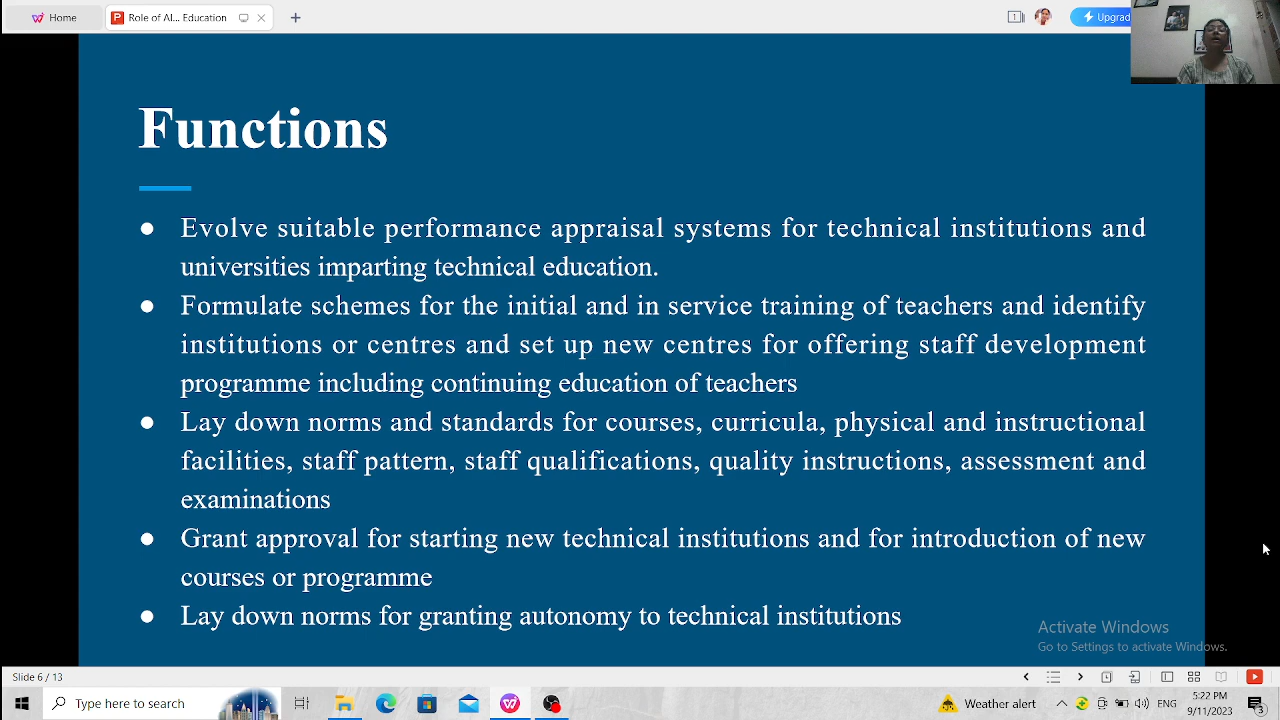 Home
Role of AI... Education
1
Upgrad
Functions
Evolve suitable performance appraisal systems for technical institutions and
universities imparting technical education.
Formulate schemes for the initial and in service training of teachers and identify
institutions or centres and set up new centres for offering staff development
programme including continuing education of teachers
Lay down norms and standards for courses, curricula, physical and instructional
facilities, staff pattern, staff qualifications, quality instructions, assessment and
examinations
Grant approval for starting new technical institutions and for introduction of new
courses or programme
Lay down norms for granting autonomy to technical institutions
Activate Windows
Go to Settings to activate Windows.
Slide 6 / 13
Type here to search
Weather alert
5:22 PM
9/11/2023
3